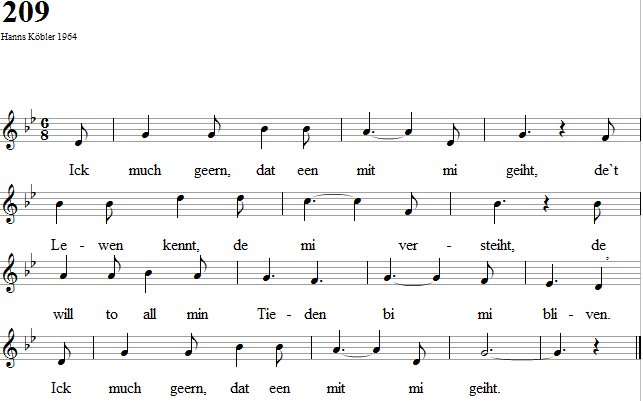 209
Hanns Köbler 1964
Ick much geern, dat een mit mi geiht, de`t
Le - wen kennt, de mi ver - steiht, de
will to all min Tie - den bi mi bli - ven.
Ick much geern, dat een mit mi geiht.